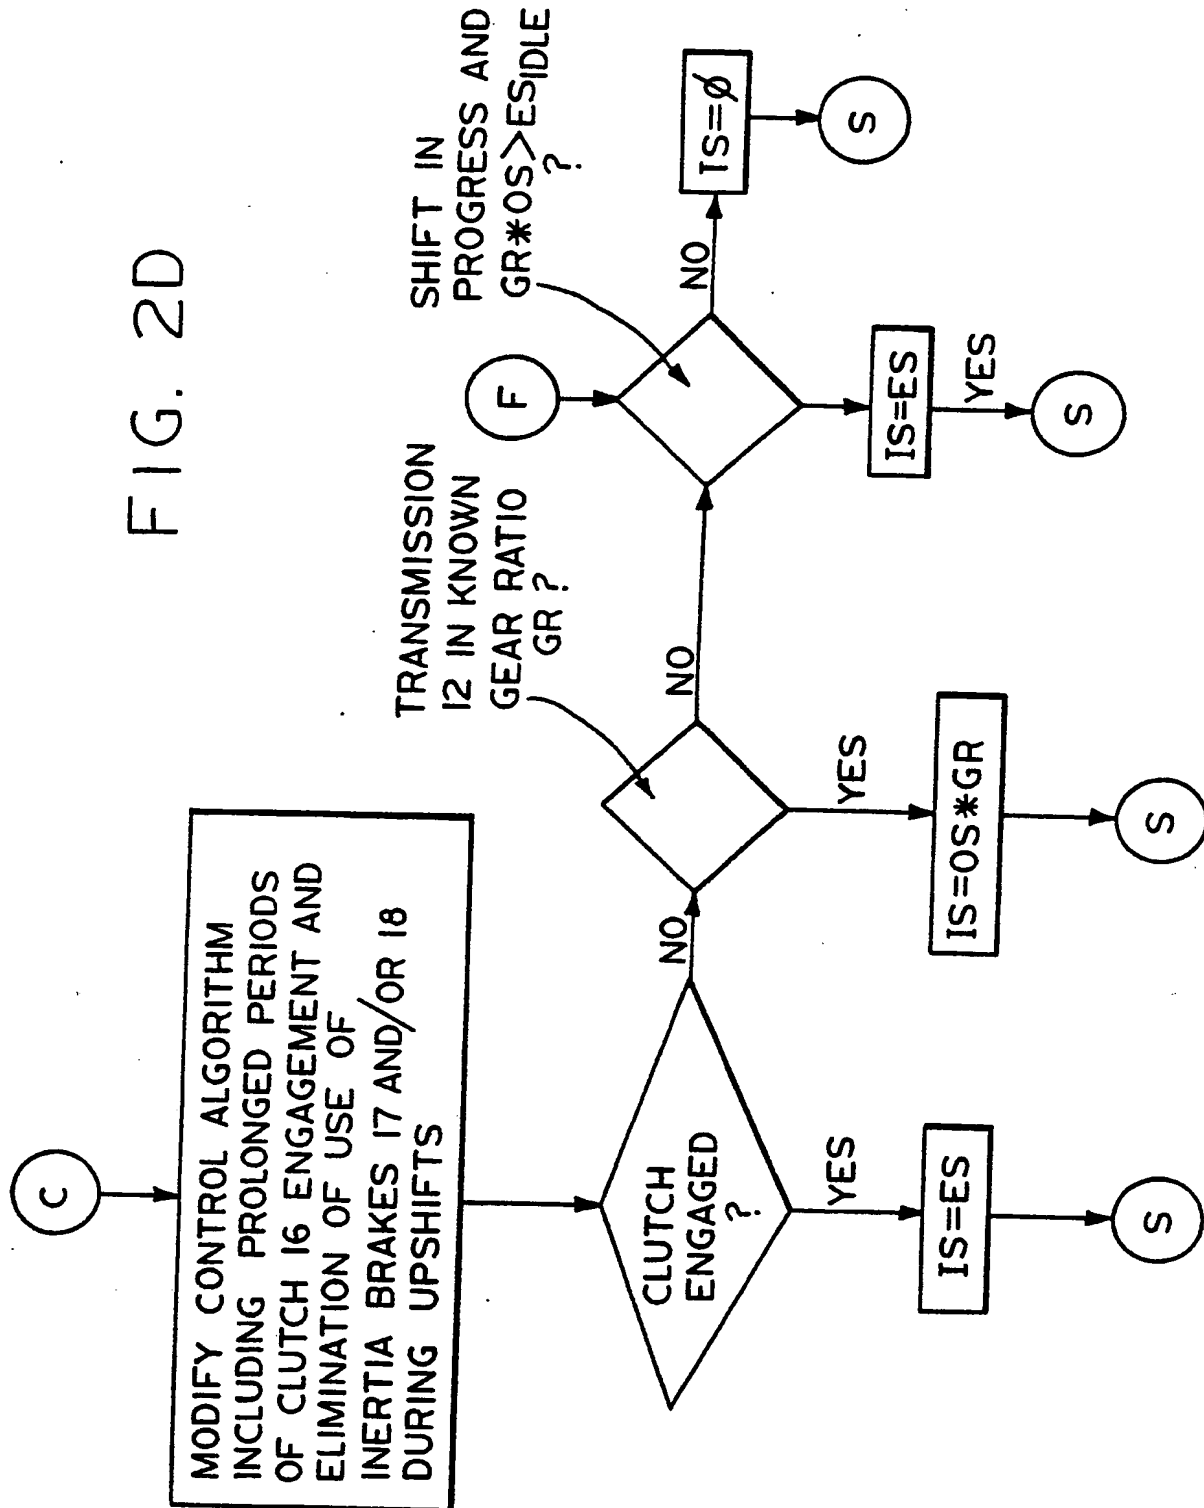 FIG. 2D
C
MODIFY CONTROL ALGORITHM
INCLUDING PROLONGED PERIODS
OF CLUTCH 16 ENGAGEMENT AND
ELIMINATION OF USE OF
INERTIA BRAKES 17 AND/OR 18
DURING UPSHIFTS
CLUTCH
ENGAGED
?
YES
IS=ES
S
NO
TRANSMISSION
12 IN KNOWN
GEAR RATIO
GR ?
YES
IS=OS*GR
S
NO
F
SHIFT IN
PROGRESS AND
GR*OS>ESIDLE
?
IS=ES
YES
S
NO
TS=Ø
S